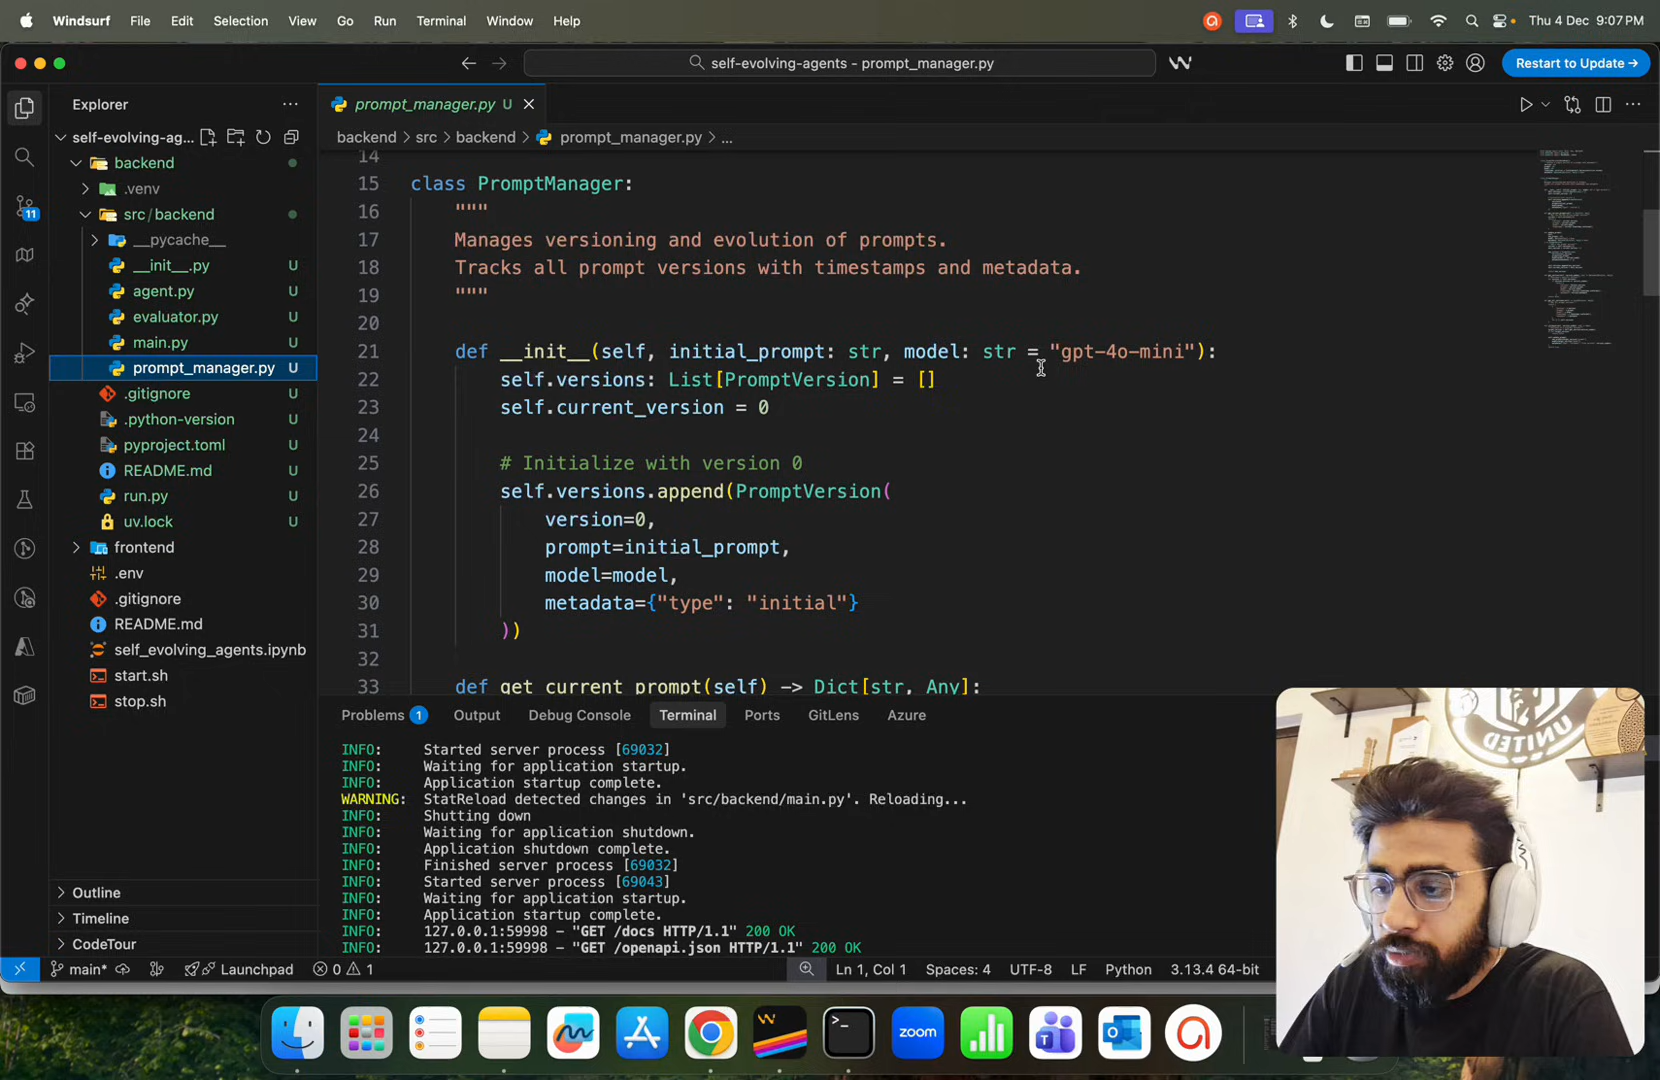 Windsurf File Edit Selection View Go Run Terminal Window Help
Thu 4 Dec 9:07 PM
self-evolving-agents - prompt_manager.py
Restart to Update →
Explorer
self-evolving-ag...
backend
.venv
src/backend
__pycache__
__init__.py U
agent.py U
evaluator.py U
main.py U
prompt_manager.py U
.gitignore U
.python-version U
pyproject.toml U
README.md U
run.py U
uv.lock U
frontend
.env
.gitignore
README.md
self_evolving_agents.ipynb
start.sh
stop.sh
Outline
Timeline
CodeTour
11
prompt_manager.py U
backend > src > backend > prompt_manager.py > ...
14
15 class PromptManager:
16 """
17 Manages versioning and evolution of prompts.
18 Tracks all prompt versions with timestamps and metadata.
19 """
20
21 def __init__(self, initial_prompt: str, model: str = "gpt-4o-mini"):
22 self.versions: List[PromptVersion] = []
23 self.current_version = 0
24
25 # Initialize with version 0
26 self.versions.append(PromptVersion(
27 version=0,
28 prompt=initial_prompt,
29 model=model,
30 metadata={"type": "initial"}
31 ))
32
33 def get_current_prompt(self) -> Dict[str, Any]:
Problems 1 Output Debug Console Terminal Ports GitLens Azure
INFO: Started server process [69032]
INFO: Waiting for application startup.
INFO: Application startup complete.
WARNING: StatReload detected changes in 'src/backend/main.py'. Reloading...
INFO: Shutting down
INFO: Waiting for application shutdown.
INFO: Application shutdown complete.
INFO: Finished server process [69032]
INFO: Started server process [69043]
INFO: Waiting for application startup.
INFO: Application startup complete.
INFO: 127.0.0.1:59998 - "GET /docs HTTP/1.1" 200 OK
INFO: 127.0.0.1:59998 - "GET /openapi.json HTTP/1.1" 200 OK
main* Launchpad 0 1 Ln 1, Col 1 Spaces: 4 UTF-8 LF Python 3.13.4 64-bit
UNITED
zoom